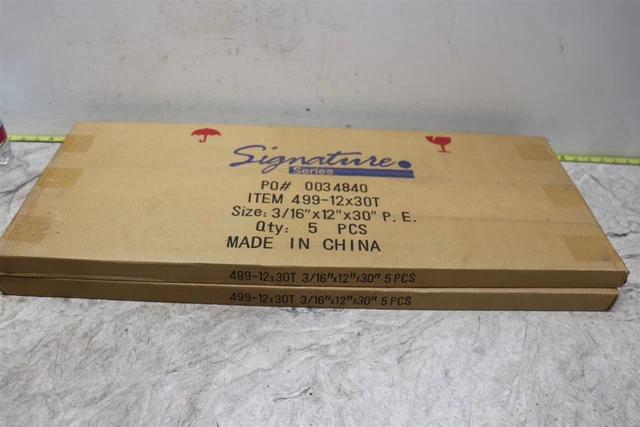 Signature
Series
PO# 0034840
ITEM 499-12x30T
Size: 3/16"x12"x30" P.E.
Qty: 5 PCS
MADE IN CHINA
499-12x30T 3/16"x12"x30" 5 PCS
499-12x30T 3/16"x12"x30" 5 PCS